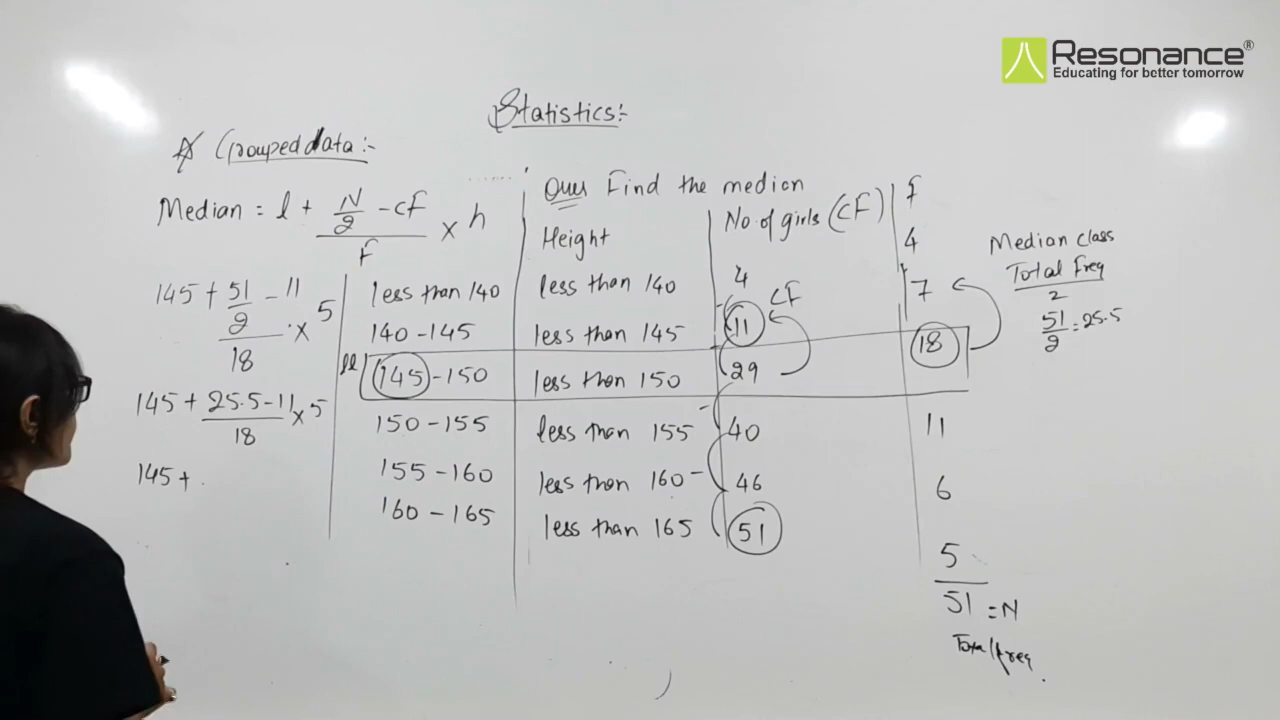 Resonance®
Educating for better tomorrow
Statistics:-
Grouped data:-
Median = l + (N/2 - cf)/f × h
145 + (51/2 - 11)/18 × 5
145 + (25.5 - 11)/18 × 5
145 +
less than 140
140 - 145
ll 145 - 150
150 - 155
155 - 160
160 - 165
Ques Find the median
Height
less than 140
less than 145
less than 150
less than 155
less than 160
less than 165
No. of girls (CF)
4
11 CF
29
40
46
51
f
4
7
18
11
6
5
51 = N
Total freq.
Median class
Total freq
2
51/2 = 25.5